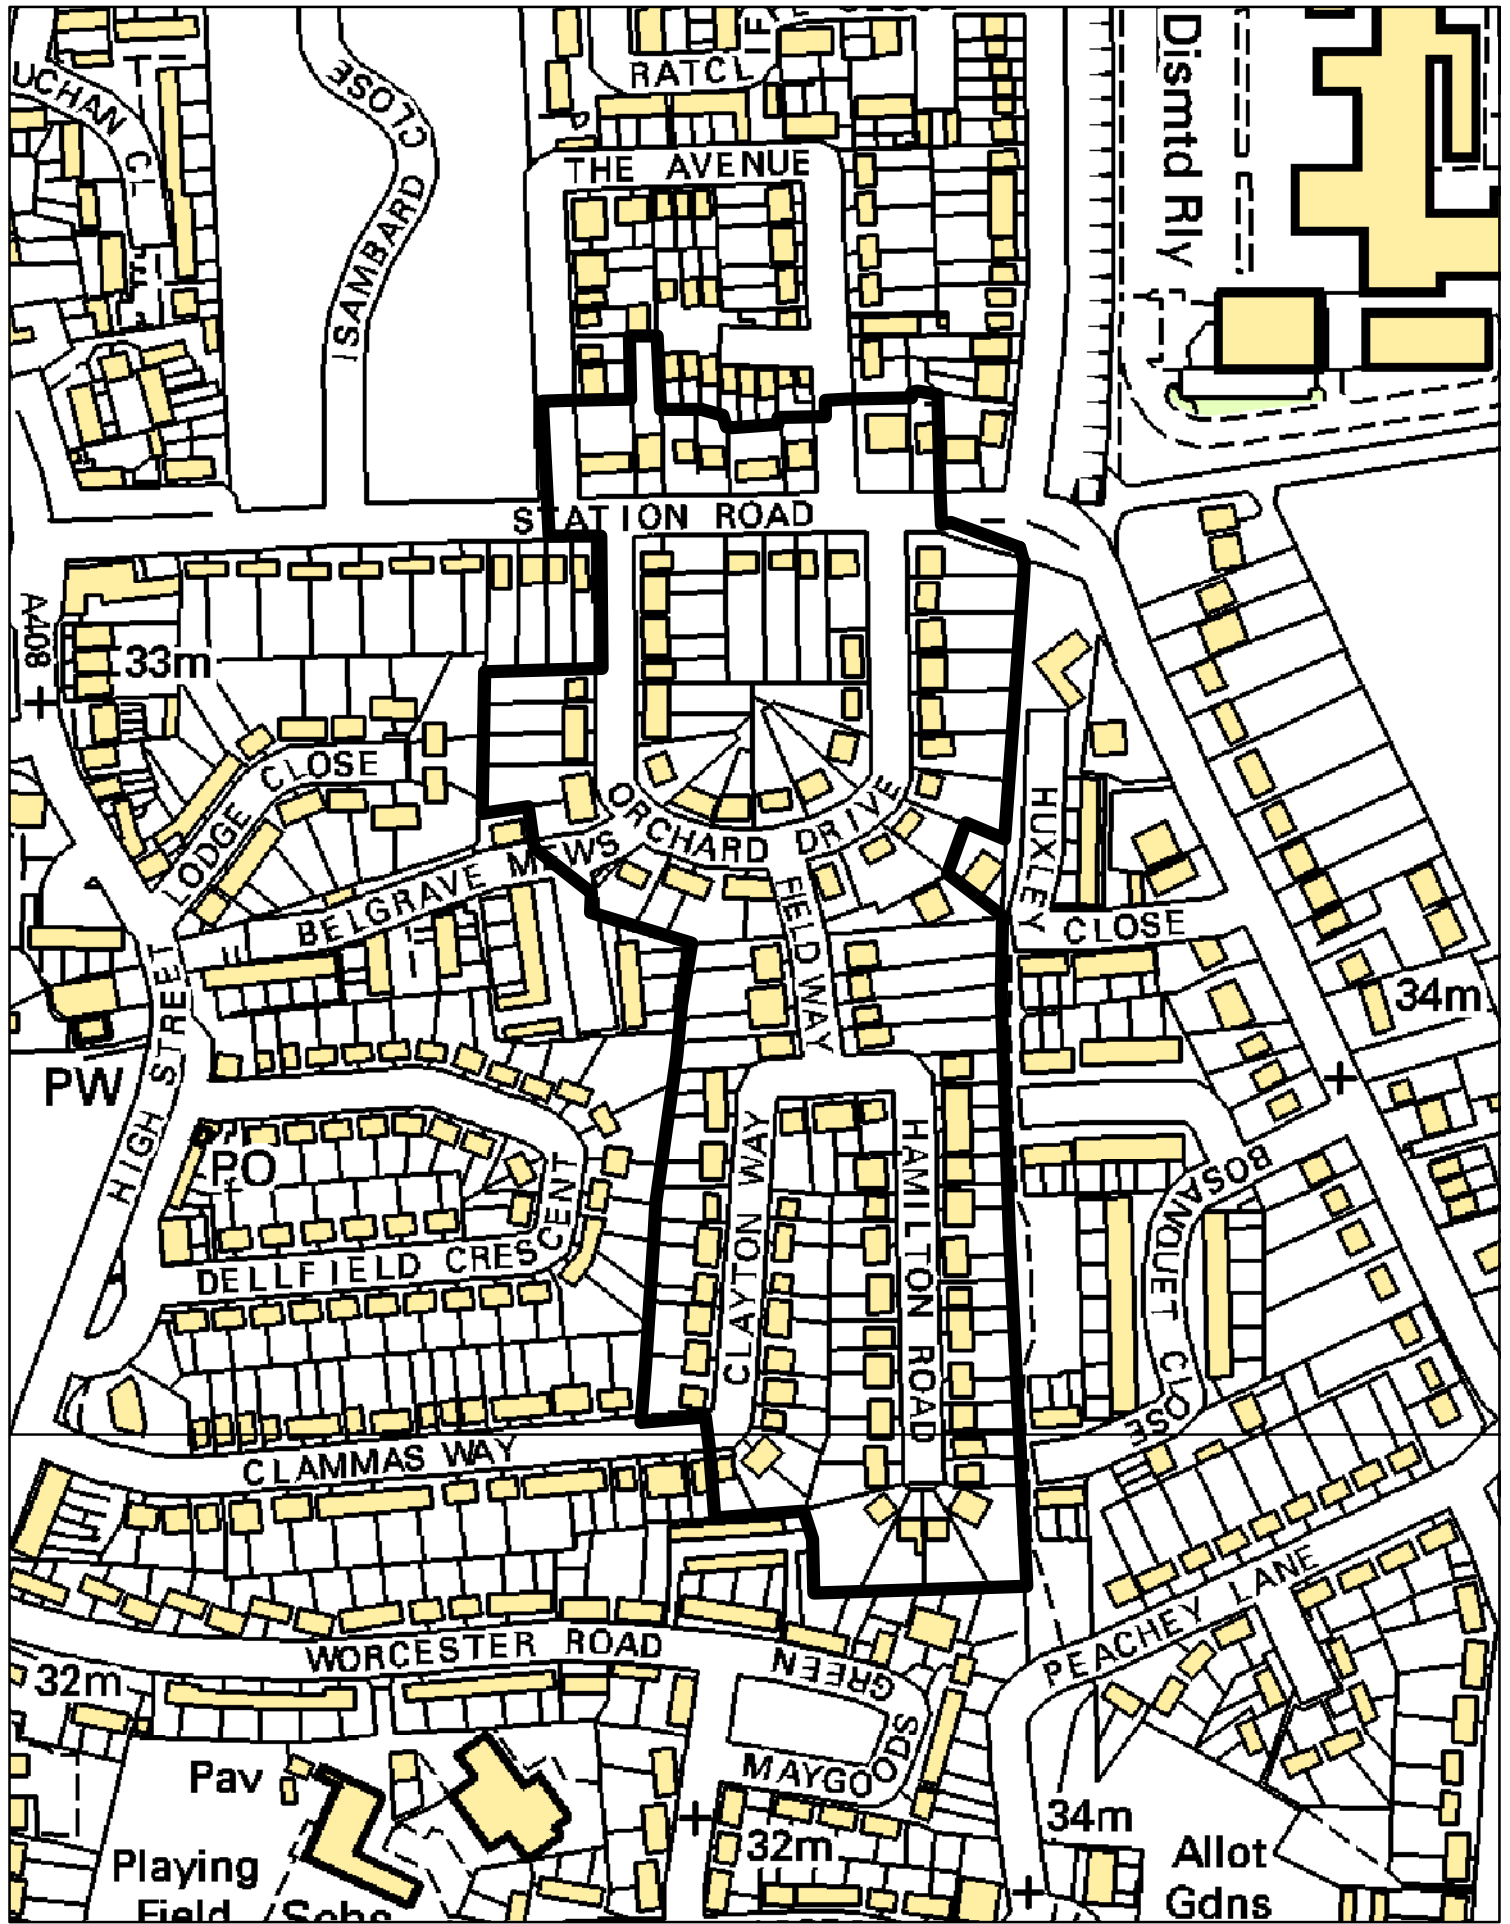 UCHAN CL
ISAMBARD CLOSE
RATCL
THE AVENUE
Dismtd Rly
STATION ROAD
A408
33m
LODGE CLOSE
ORCHARD DRIVE
HUXLEY CLOSE
BELGRAVE MEWS
FIELDWAY
34m
PW
HIGH STREET
PO
DELLFIELD CRESCENT
CLAYTON WAY
HAMILTON ROAD
BOSANQUET CLOSE
CLAMMAS WAY
PEACHEY LANE
WORCESTER ROAD
MAYGOODS GREEN
32m
Pav
34m
32m
Playing
Field
Schs
Allot
Gdns